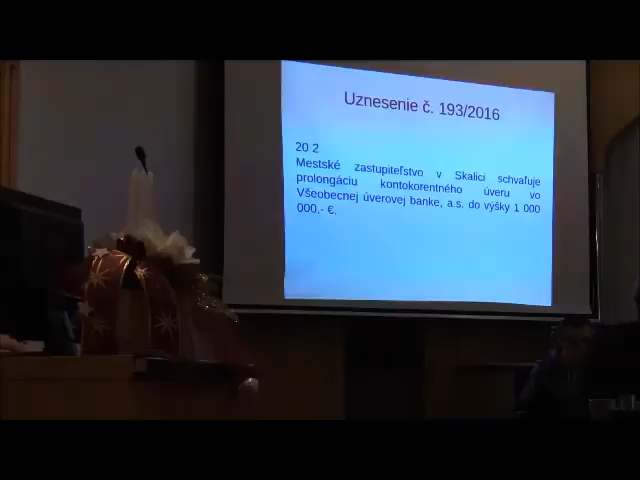 Uznesenie č. 193/2016
20 2
Mestské zastupiteľstvo v Skalici schvaľuje
prolongáciu kontokorentného úveru vo
Všeobecnej úverovej banke, a.s. do výšky 1 000
000,- €.